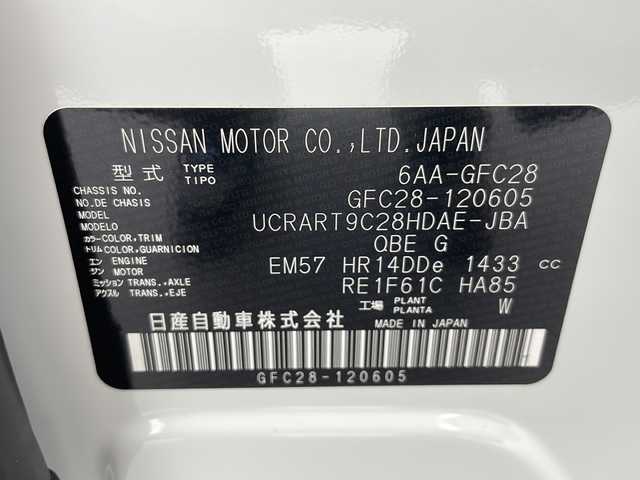 NISSAN MOTOR CO.,LTD.JAPAN
型式 TYPE TIPO 6AA-GFC28
CHASSIS NO. NO.DE CHASIS GFC28-120605
MODEL MODELO UCRART9C28HDAE-JBA
カラー COLOR,TRIM
トリム COLOR,GUARNICION QBE G
エン ENGINE
ジン MOTOR EM57 HR14DDe 1433 cc
ミッション TRANS.,AXLE
アクスル TRANS.,EJE RE1F61C HA85
工場 PLANT PLANTA W
日産自動車株式会社 MADE IN JAPAN
GFC28-120605